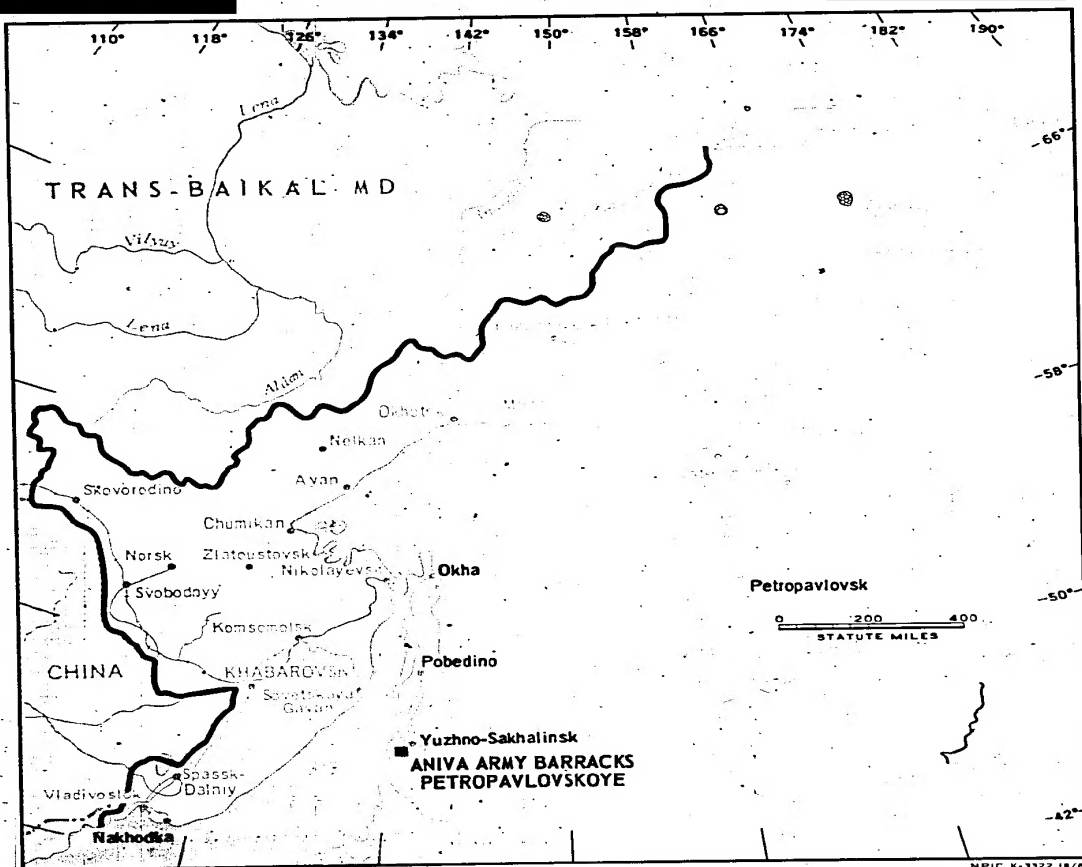 110° 118° 126° 134° 142° 150° 158° 166° 174° 182° 190°
Lena
-66°
TRANS-BAIKAL MD
Vilyuy
Lena
-58°
Aldan
Okhotsk
Nelkan
Ayan
Skovorodino
Chumikan
Norsk
Zlatoustovsk
Nikolayevsk
Okha
Svobodnyy
Petropavlovsk
-50°
0 200 400
STATUTE MILES
Komsomolsk
Pobedino
CHINA
KHABAROVSK
Sovetskaya
Gavan
Yuzhno-Sakhalinsk
ANIVA ARMY BARRACKS
PETROPAVLOVSKOYE
Spassk-
Dalniy
Vladivostok
-42°
Nakhodka